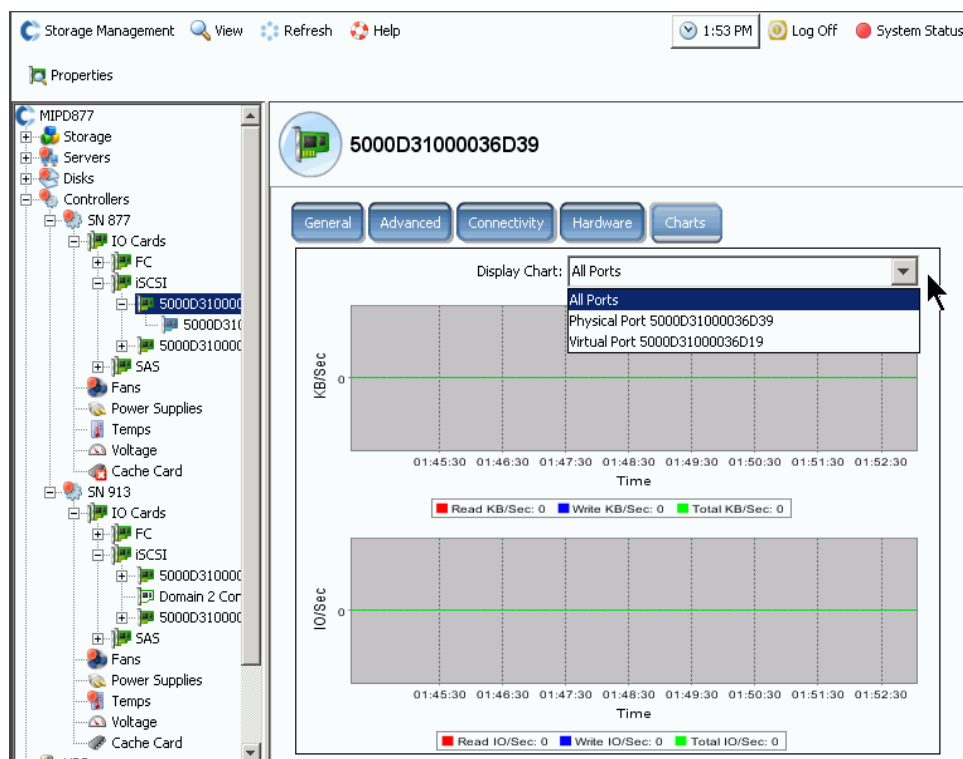 Storage Management View Refresh Help 1:53 PM Log Off System Status
Properties
MIPD877
Storage
Servers
Disks
Controllers
SN 877
IO Cards
FC
iSCSI
5000D310000
5000D310
5000D310000
SAS
Fans
Power Supplies
Temps
Voltage
Cache Card
SN 913
IO Cards
FC
iSCSI
5000D310000
Domain 2 Cor
5000D310000
SAS
Fans
Power Supplies
Temps
Voltage
Cache Card
5000D31000036D39
General Advanced Connectivity Hardware Charts
Display Chart: All Ports
All Ports
Physical Port 5000D31000036D39
Virtual Port 5000D31000036D19
KB/Sec
0
01:45:30 01:46:30 01:47:30 01:48:30 01:49:30 01:50:30 01:51:30 01:52:30
Time
Read KB/Sec: 0 Write KB/Sec: 0 Total KB/Sec: 0
IO/Sec
0
01:45:30 01:46:30 01:47:30 01:48:30 01:49:30 01:50:30 01:51:30 01:52:30
Time
Read IO/Sec: 0 Write IO/Sec: 0 Total IO/Sec: 0